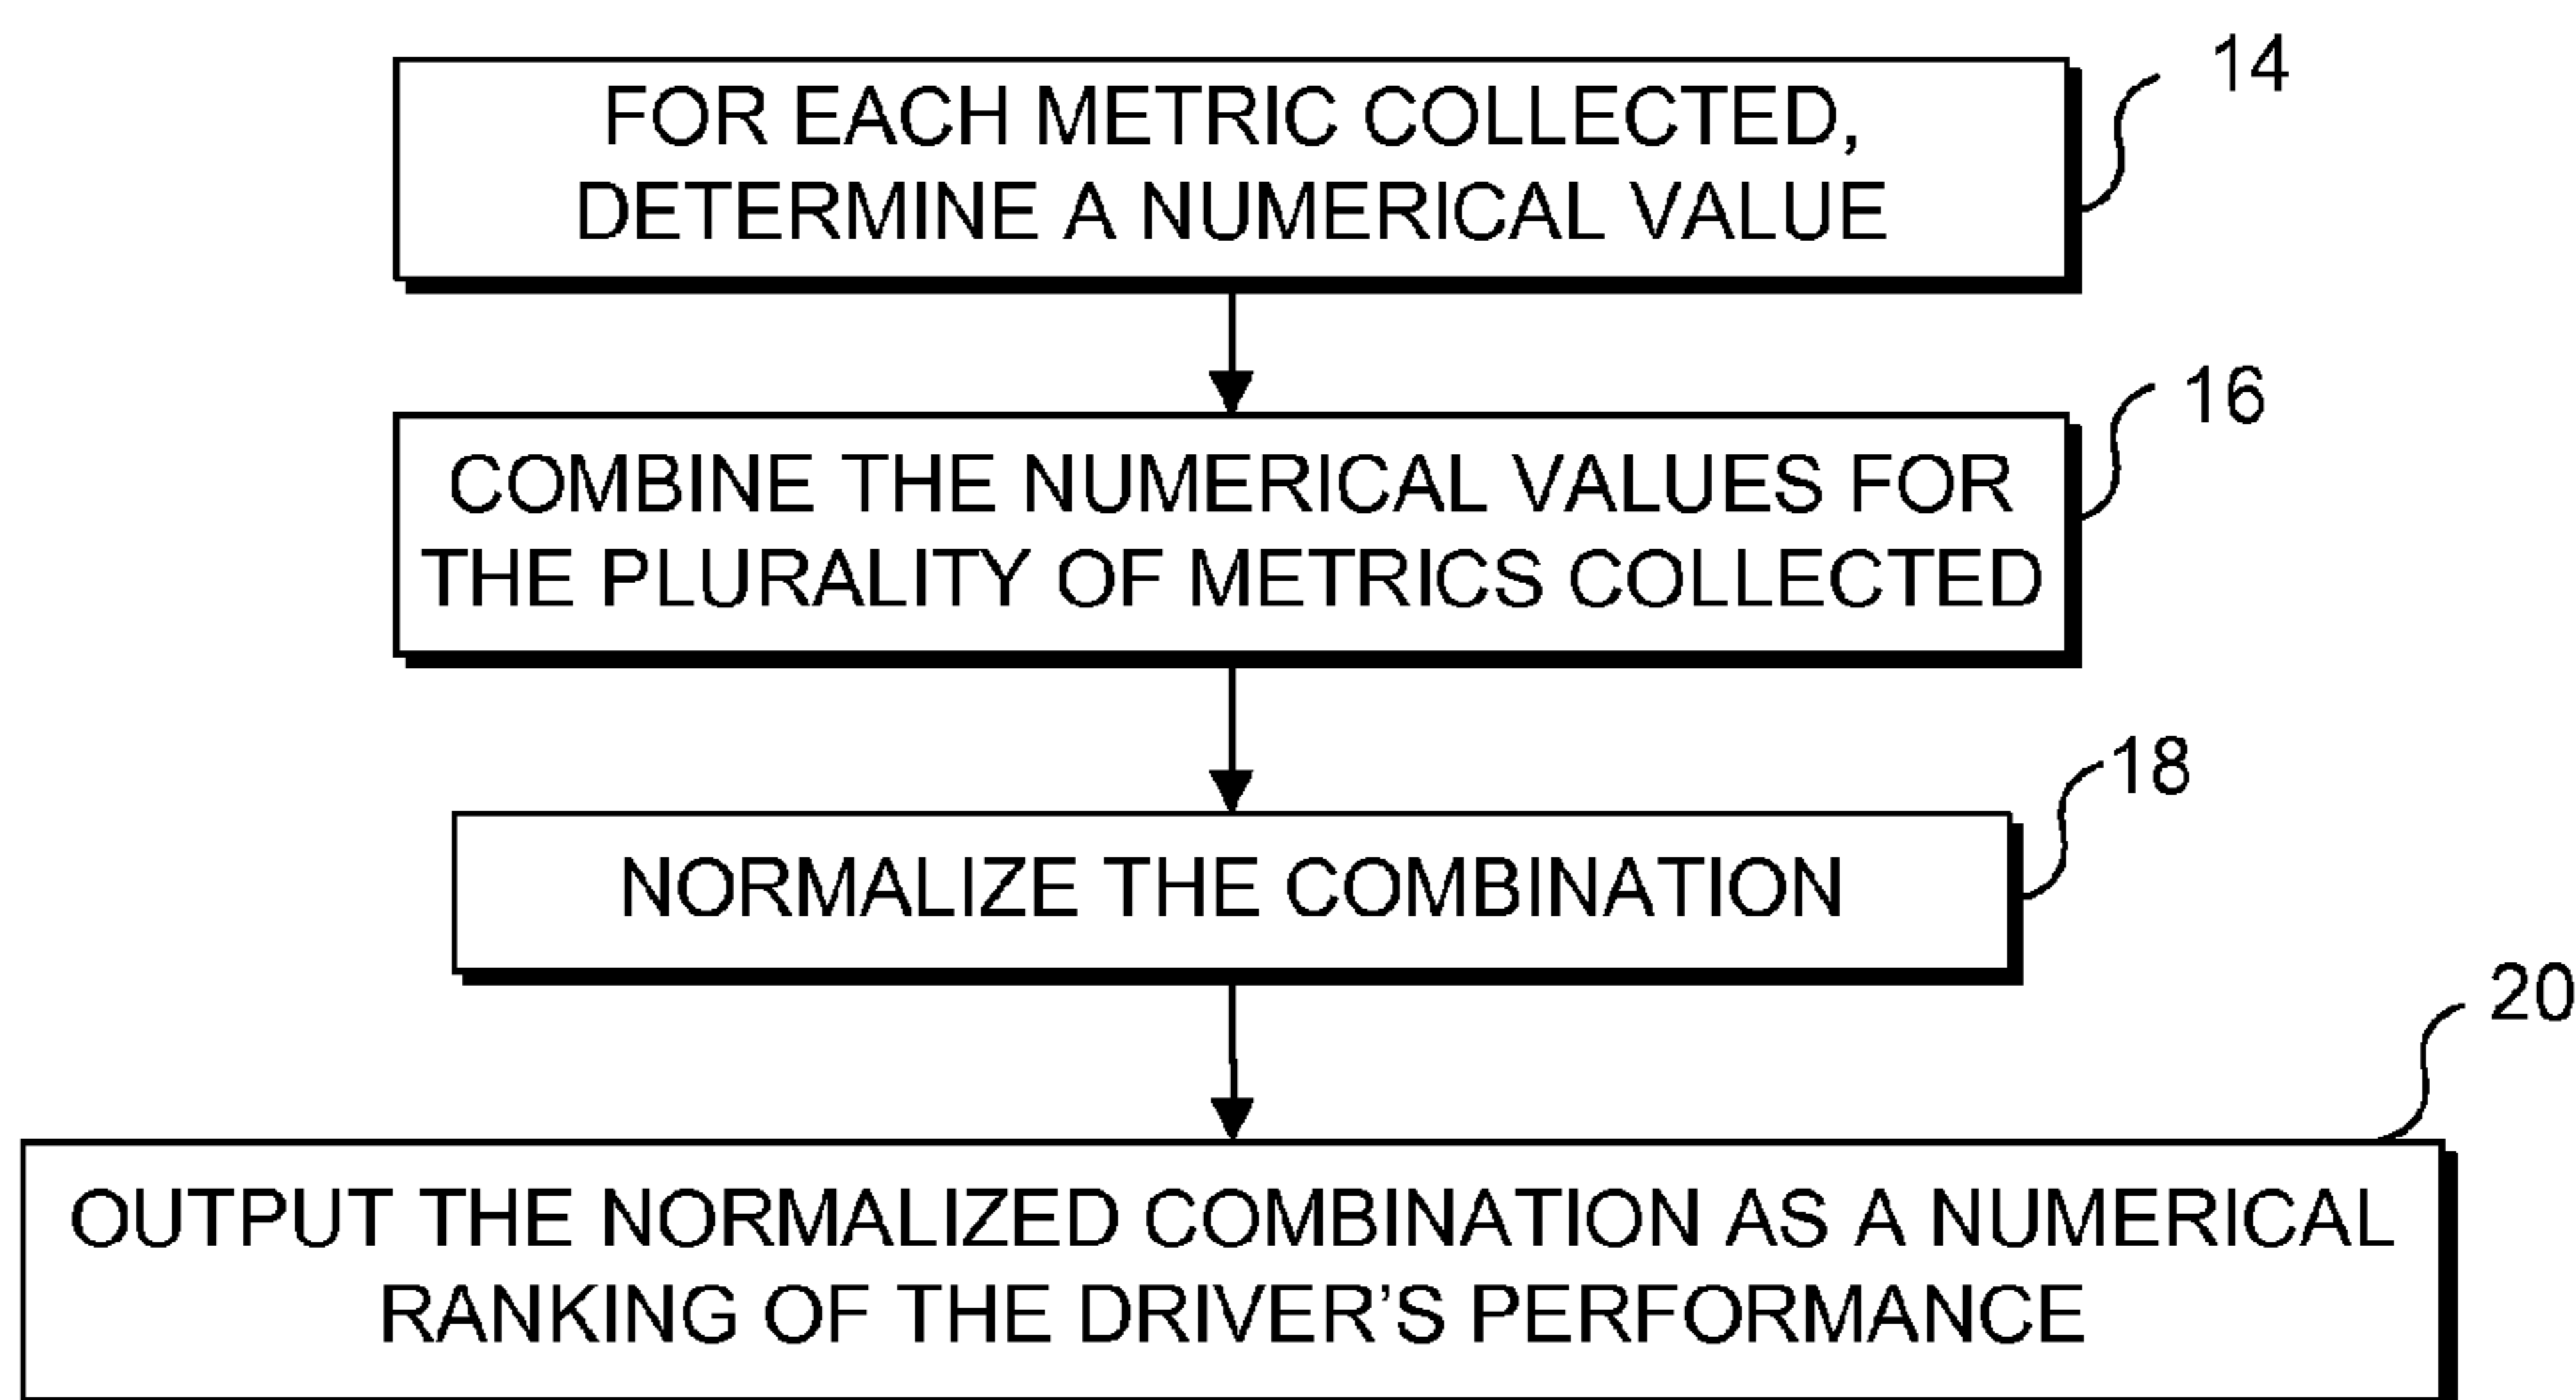 14
FOR EACH METRIC COLLECTED,
DETERMINE A NUMERICAL VALUE
16
COMBINE THE NUMERICAL VALUES FOR
THE PLURALITY OF METRICS COLLECTED
18
NORMALIZE THE COMBINATION
20
OUTPUT THE NORMALIZED COMBINATION AS A NUMERICAL
RANKING OF THE DRIVER'S PERFORMANCE